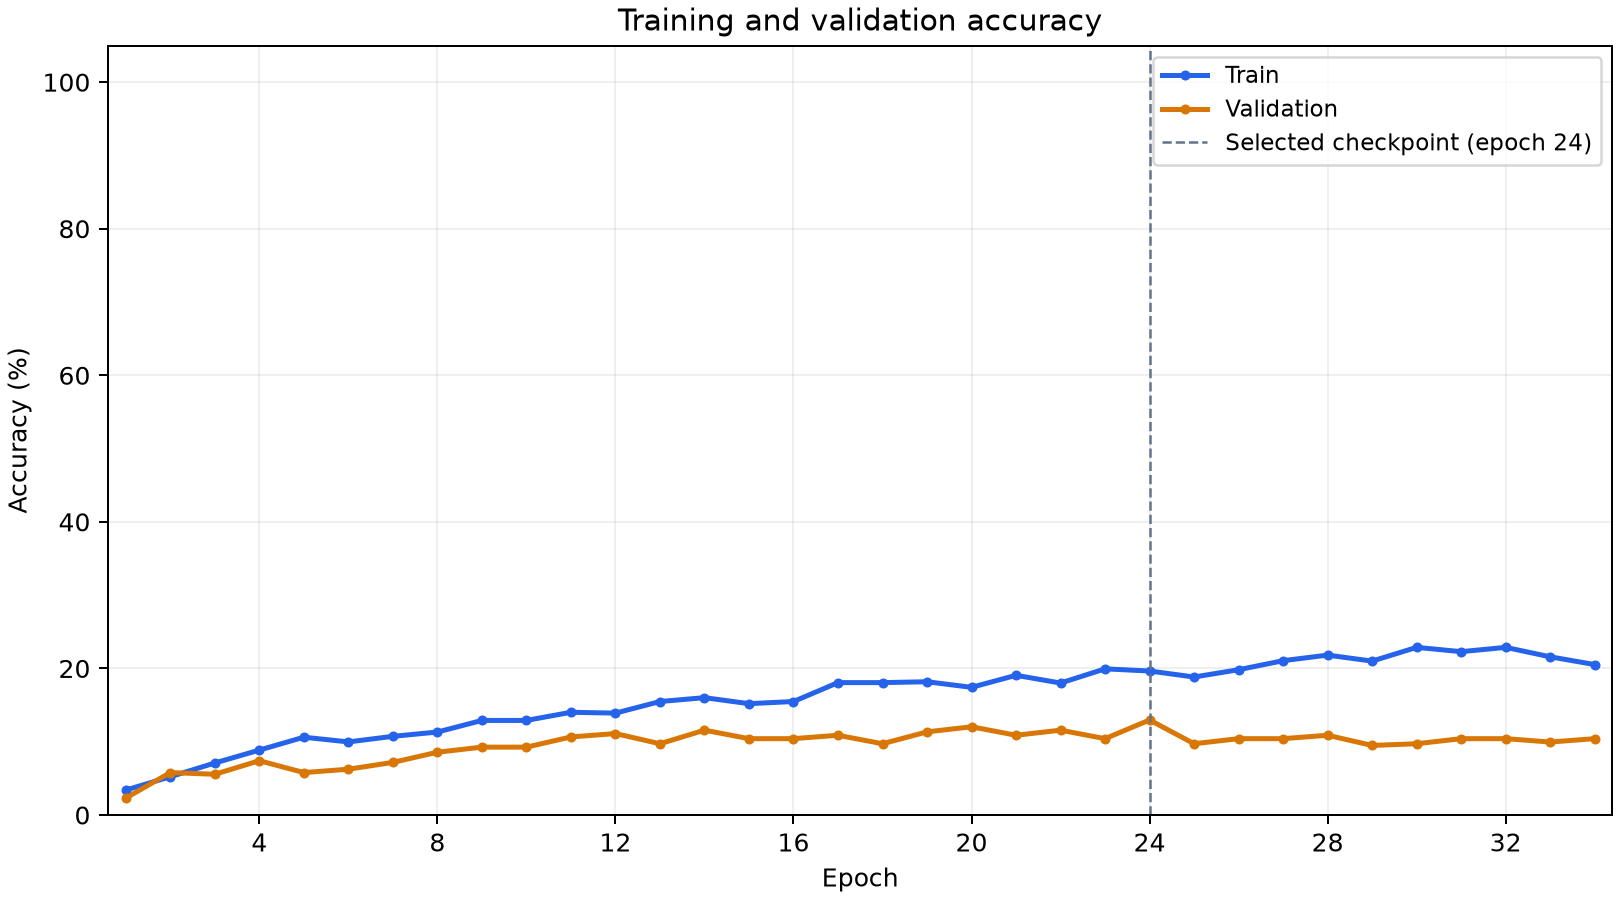 Training and validation accuracy
Accuracy (%)
100
80
60
40
20
0
Train
Validation
Selected checkpoint (epoch 24)
4 8 12 16 20 24 28 32
Epoch